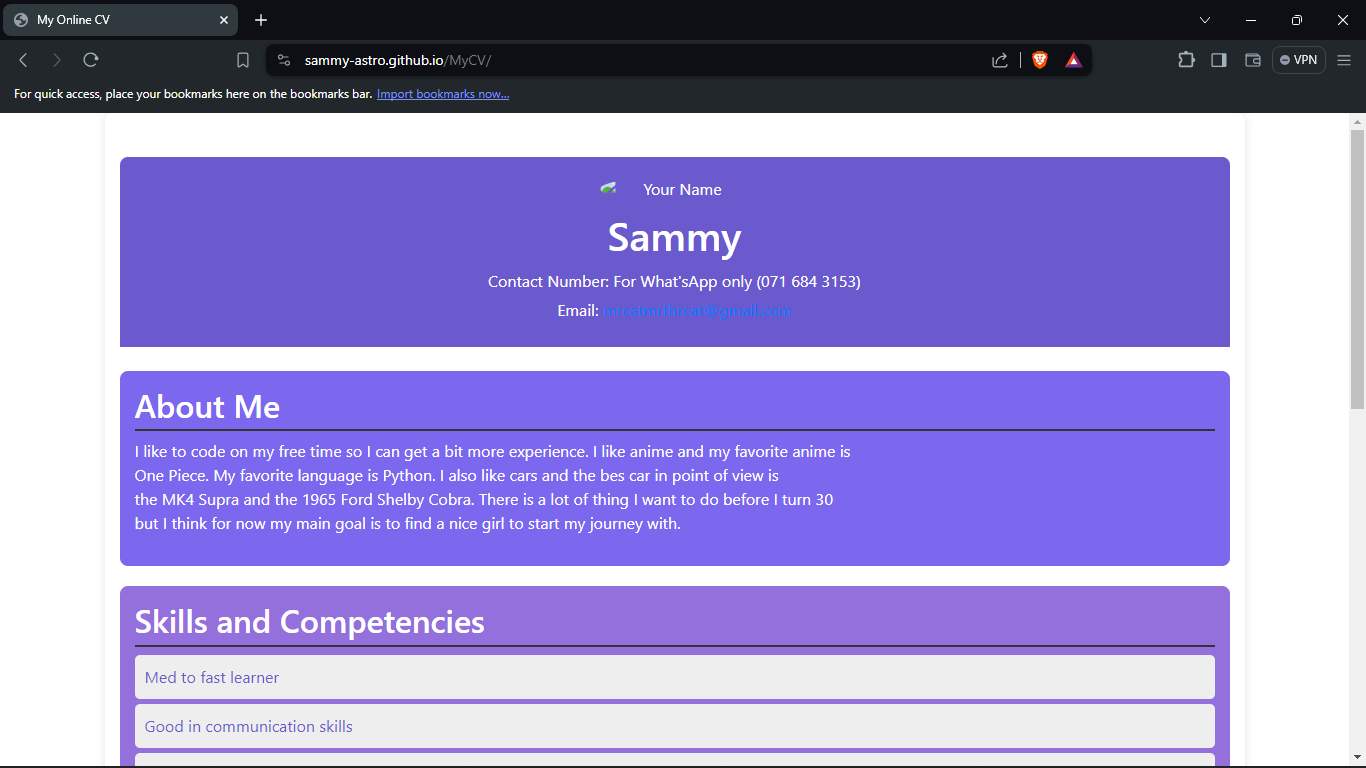 My Online CV
sammy-astro.github.io/MyCV/
VPN
For quick access, place your bookmarks here on the bookmarks bar. Import bookmarks now...
Your Name
Sammy
Contact Number: For What'sApp only (071 684 3153)
Email:
About Me
I like to code on my free time so I can get a bit more experience. I like anime and my favorite anime is
One Piece. My favorite language is Python. I also like cars and the bes car in point of view is
the MK4 Supra and the 1965 Ford Shelby Cobra. There is a lot of thing I want to do before I turn 30
but I think for now my main goal is to find a nice girl to start my journey with.
Skills and Competencies
Med to fast learner
Good in communication skills